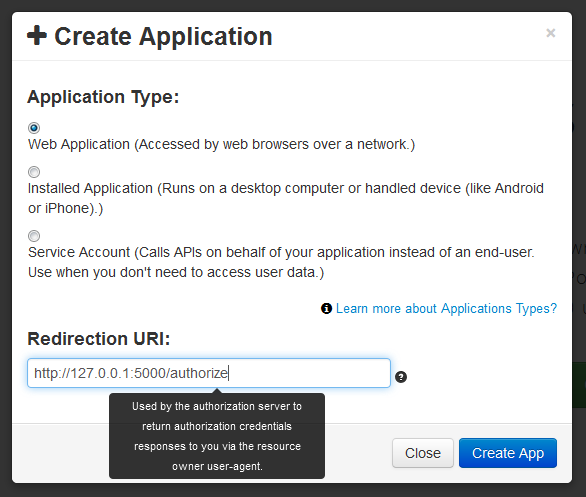 Create Application
×
Application Type:
Web Application (Accessed by web browsers over a network.)
Installed Application (Runs on a desktop computer or handled device (like Android
or iPhone).)
Service Account (Calls APIs on behalf of your application instead of an end-user.
Use when you don't need to access user data.)
Learn more about Applications Types?
Redirection URI:
http://127.0.0.1:5000/authorize
Used by the authorization server to
return authorization credentials
responses to you via the resource
owner user-agent.
Close
Create App